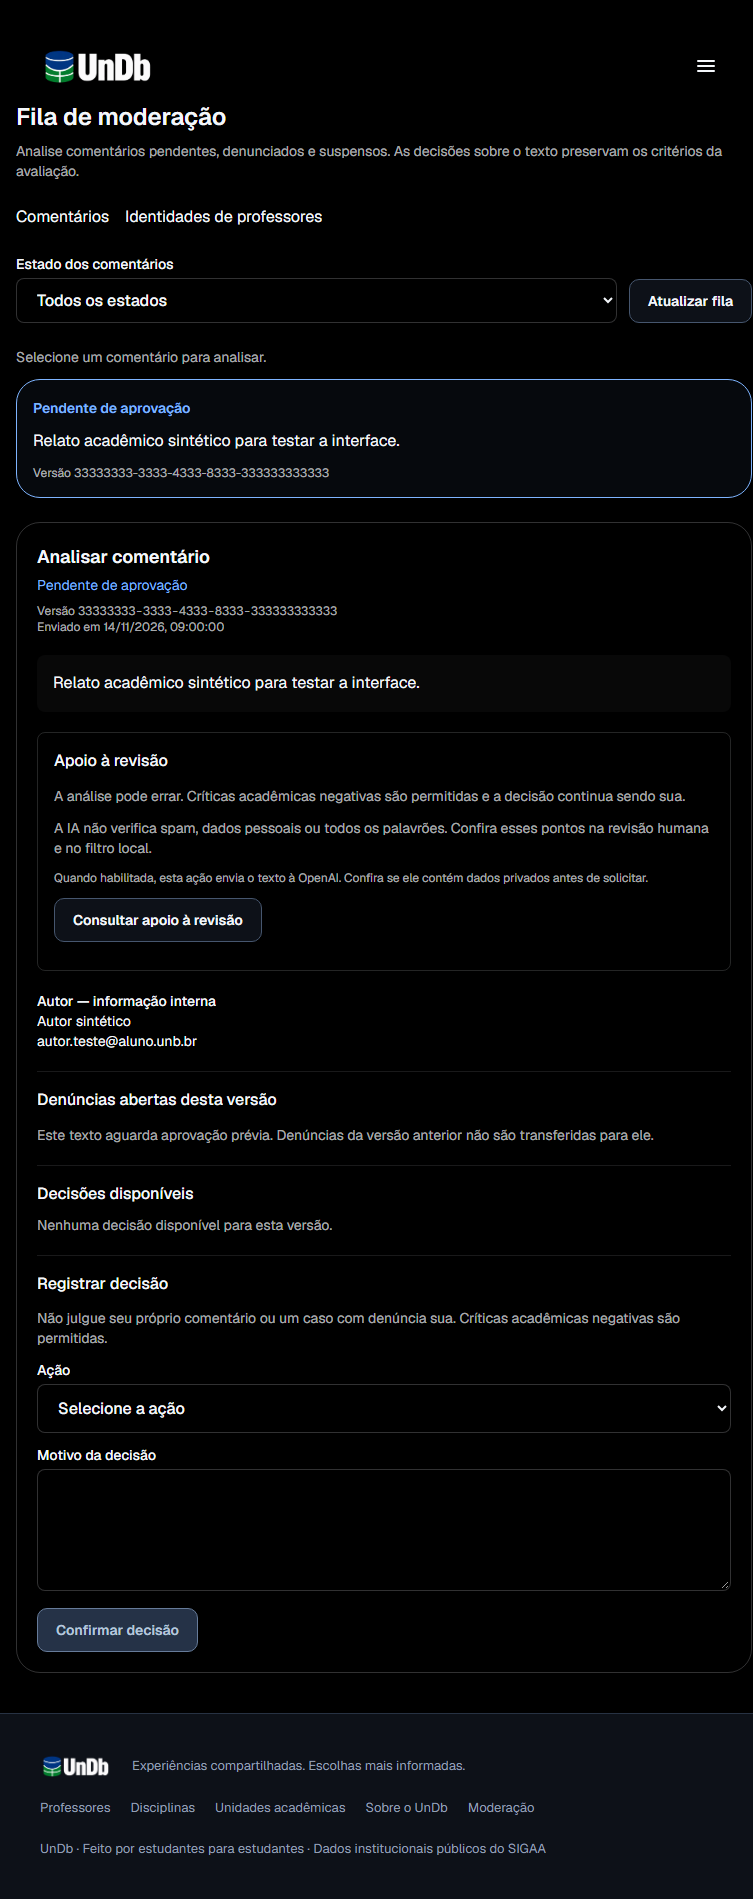 UnDb
Fila de moderação
Analise comentários pendentes, denunciados e suspensos. As decisões sobre o texto preservam os critérios da
avaliação.
Comentários Identidades de professores
Estado dos comentários
Todos os estados
Atualizar fila
Selecione um comentário para analisar.
Pendente de aprovação
Relato acadêmico sintético para testar a interface.
Versão 33333333-3333-4333-8333-333333333333
Analisar comentário
Pendente de aprovação
Versão 33333333-3333-4333-8333-333333333333
Enviado em 14/11/2026, 09:00:00
Relato acadêmico sintético para testar a interface.
Apoio à revisão
A análise pode errar. Críticas acadêmicas negativas são permitidas e a decisão continua sendo sua.
A IA não verifica spam, dados pessoais ou todos os palavrões. Confira esses pontos na revisão humana
e no filtro local.
Quando habilitada, esta ação envia o texto à OpenAI. Confira se ele contém dados privados antes de solicitar.
Consultar apoio à revisão
Autor — informação interna
Autor sintético
autor.teste@aluno.unb.br
Denúncias abertas desta versão
Este texto aguarda aprovação prévia. Denúncias da versão anterior não são transferidas para ele.
Decisões disponíveis
Nenhuma decisão disponível para esta versão.
Registrar decisão
Não julgue seu próprio comentário ou um caso com denúncia sua. Críticas acadêmicas negativas são
permitidas.
Ação
Selecione a ação
Motivo da decisão
Confirmar decisão
UnDb Experiências compartilhadas. Escolhas mais informadas.
Professores Disciplinas Unidades acadêmicas Sobre o UnDb Moderação
UnDb · Feito por estudantes para estudantes · Dados institucionais públicos do SIGAA